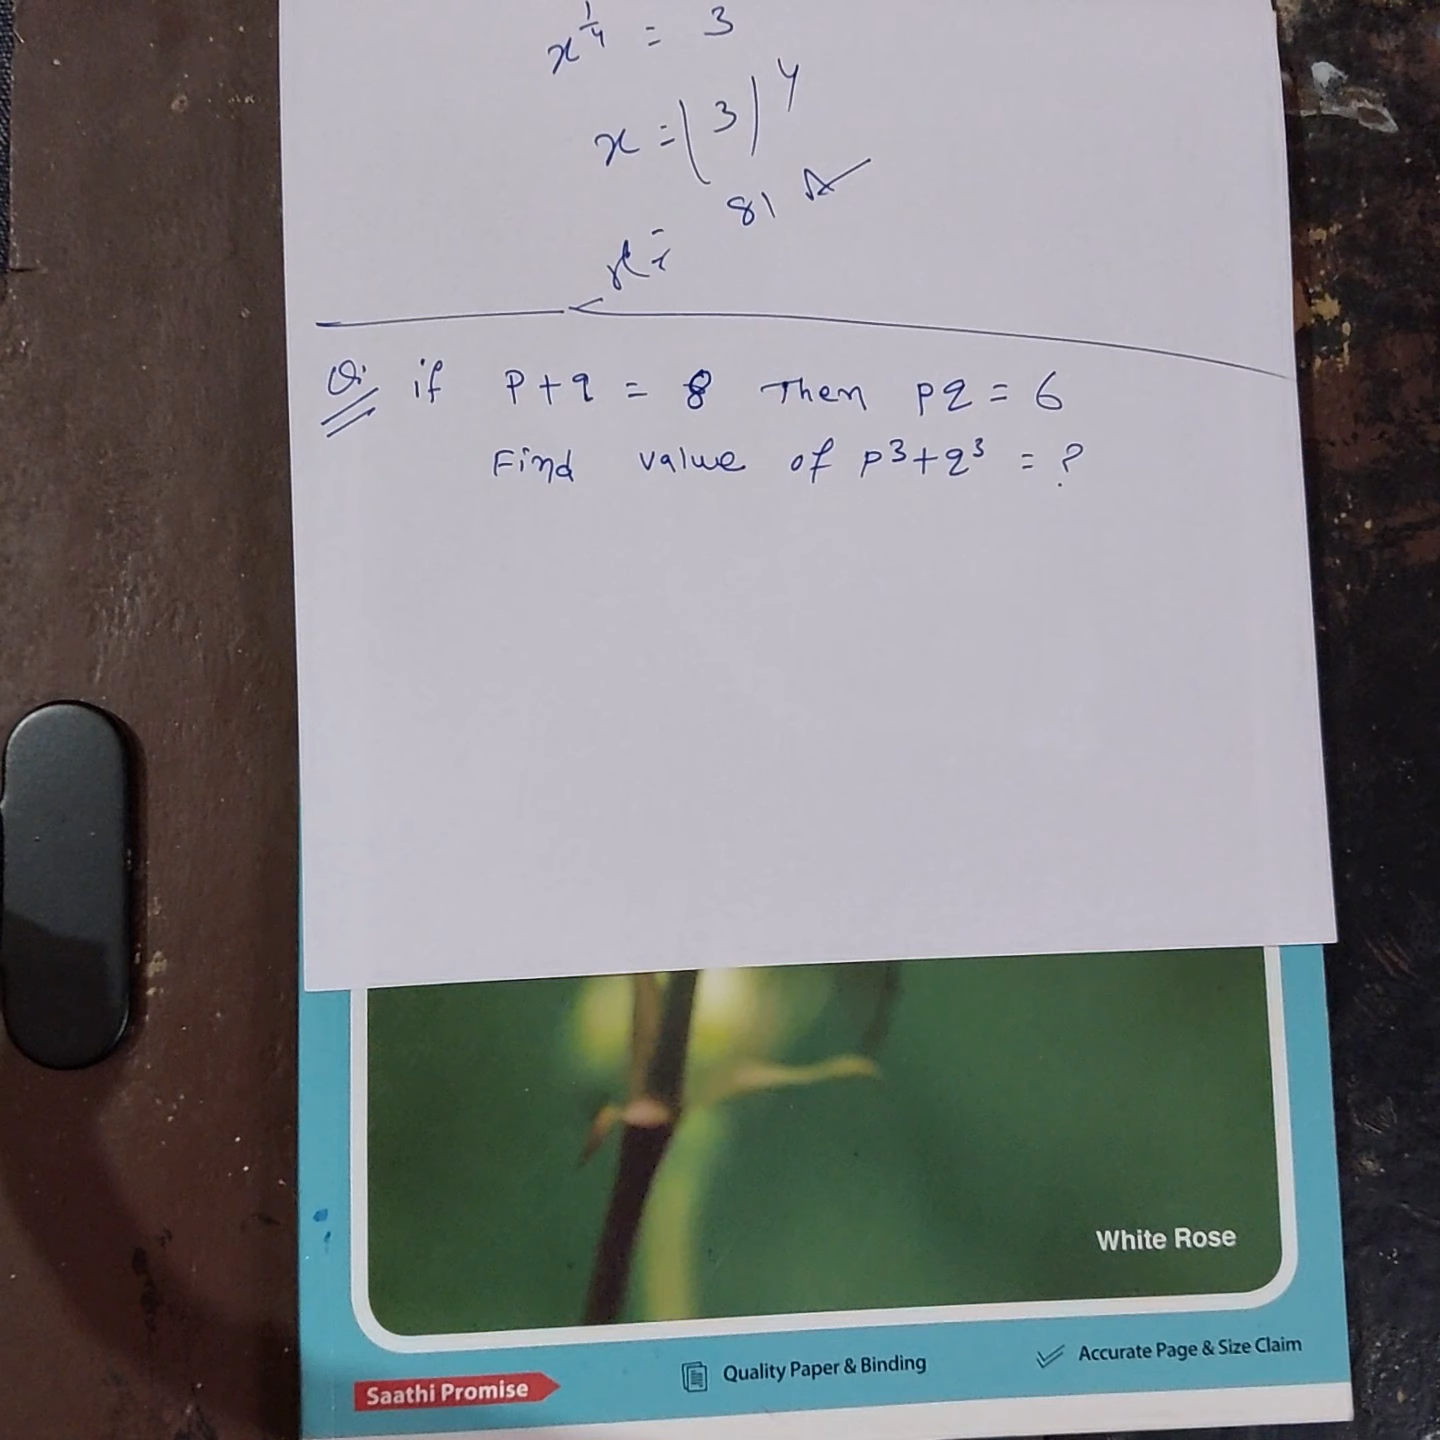 x^1/4 = 3
x = (3)^4
x = 81
Q: if p+q = 8 Then pq = 6
Find value of p³+q³ = ?
White Rose
Saathi Promise
Quality Paper & Binding
Accurate Page & Size Claim